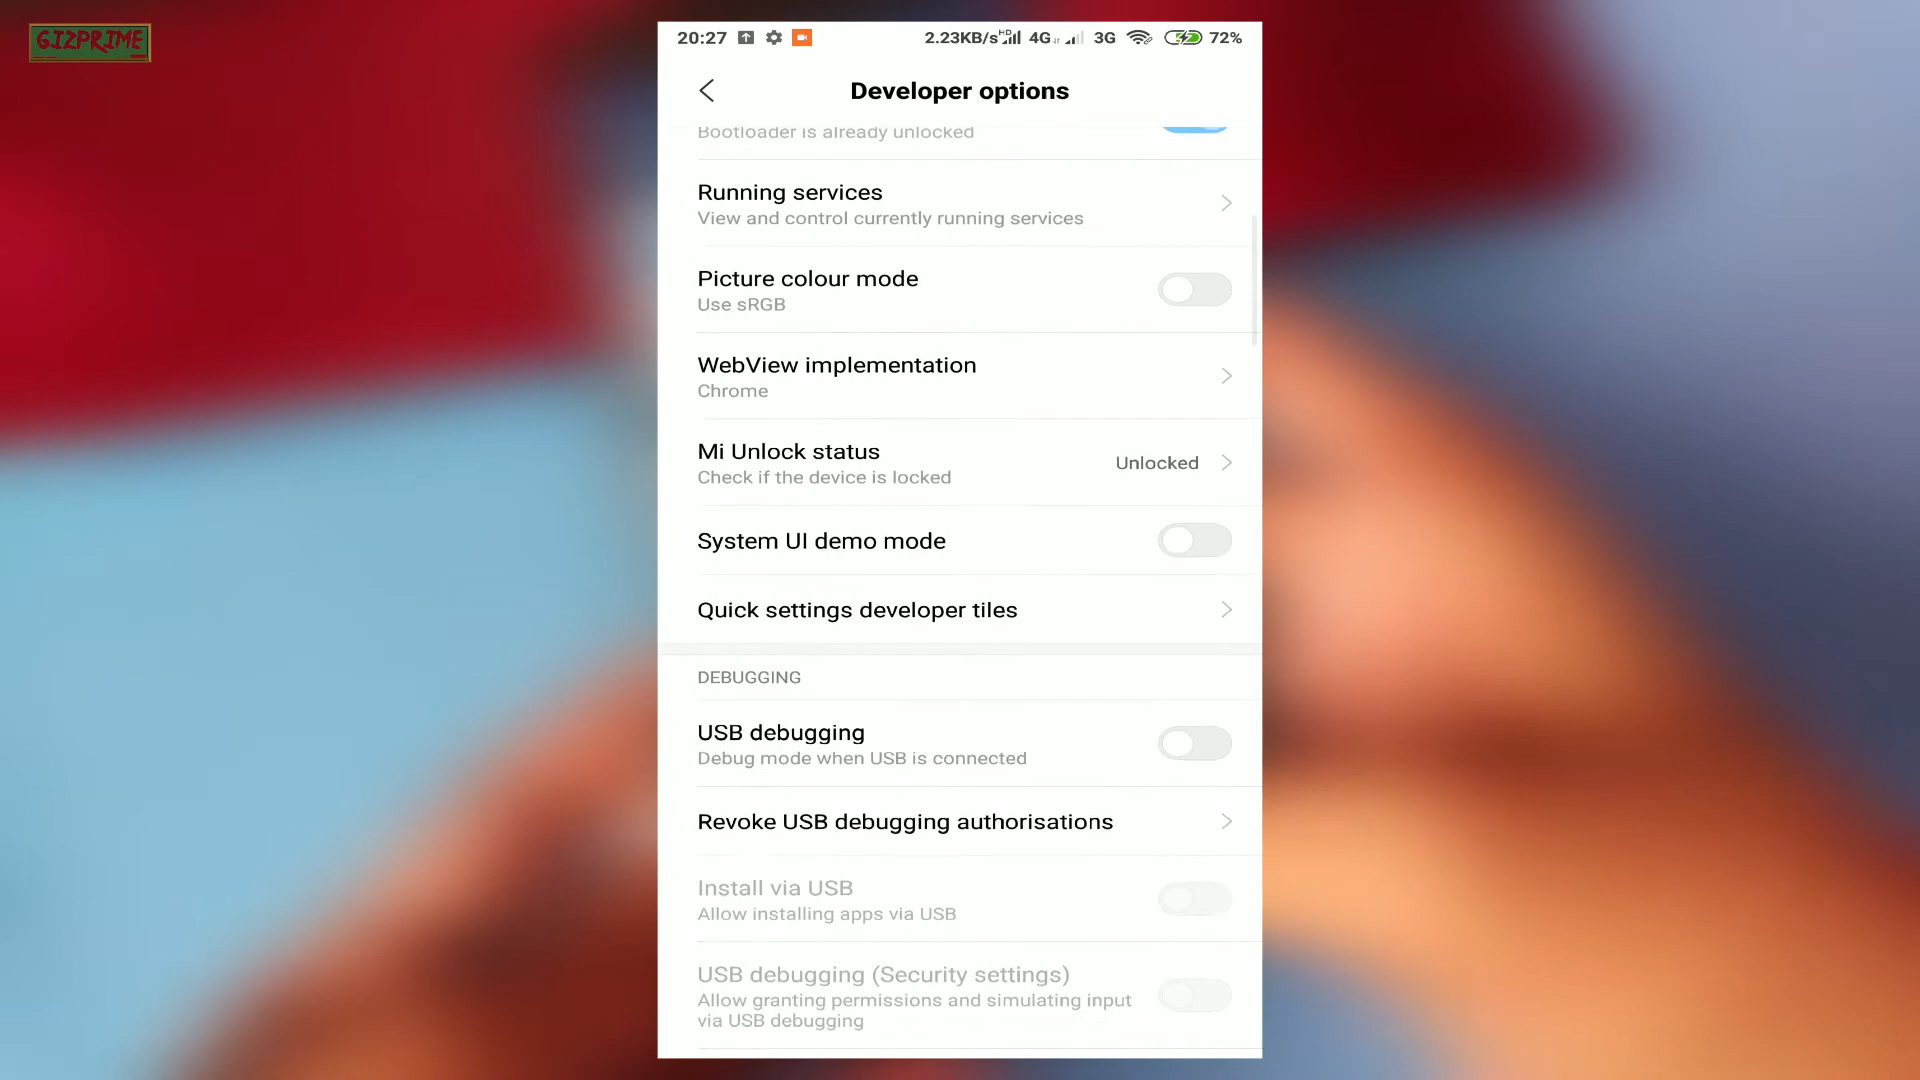 GIZPRIME
20:27 2.23KB/s HD 4G 3G 72%
Developer options
Bootloader is already unlocked
Running services
View and control currently running services
Picture colour mode
Use sRGB
WebView implementation
Chrome
Mi Unlock status
Check if the device is locked
Unlocked
System UI demo mode
Quick settings developer tiles
DEBUGGING
USB debugging
Debug mode when USB is connected
Revoke USB debugging authorisations
Install via USB
Allow installing apps via USB
USB debugging (Security settings)
Allow granting permissions and simulating input
via USB debugging